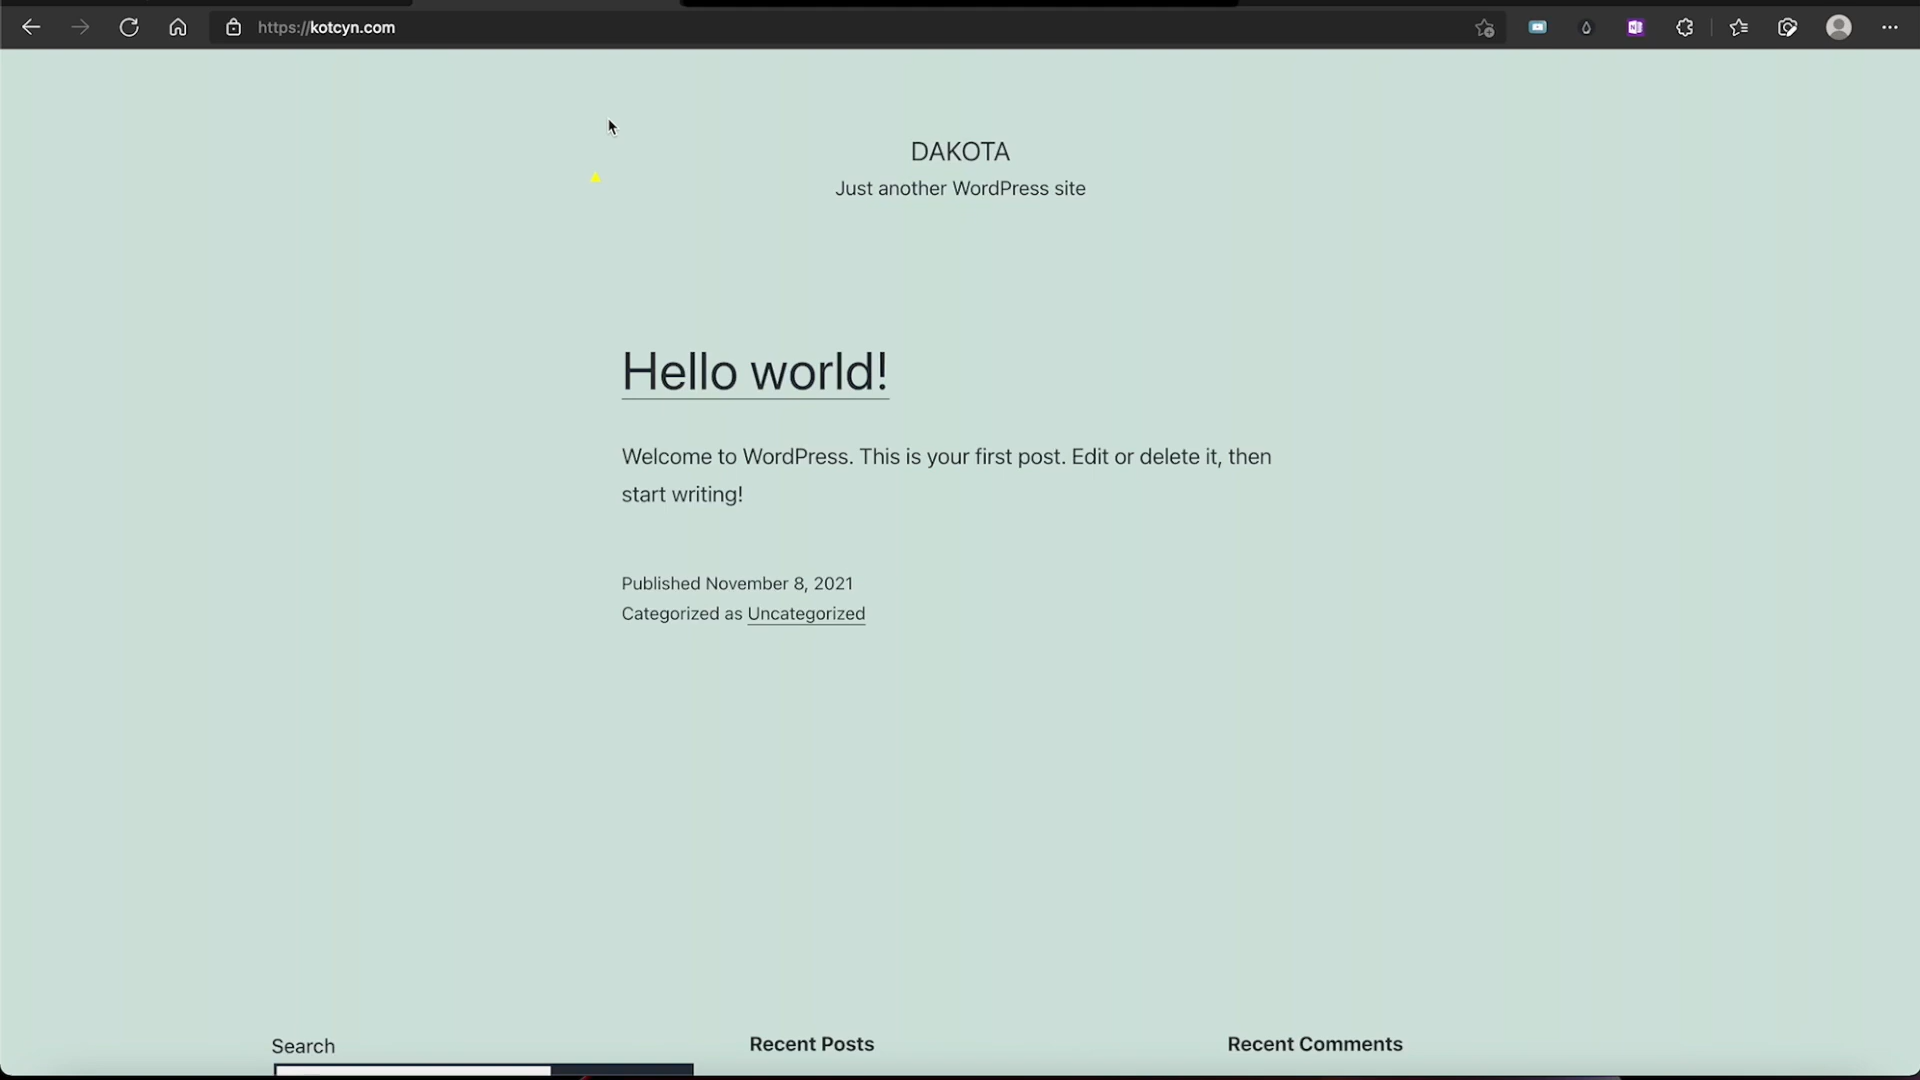 https://kotcyn.com
DAKOTA
Just another WordPress site
Hello world!
Welcome to WordPress. This is your first post. Edit or delete it, then
start writing!
Published November 8, 2021
Categorized as Uncategorized
Search
Recent Posts
Recent Comments